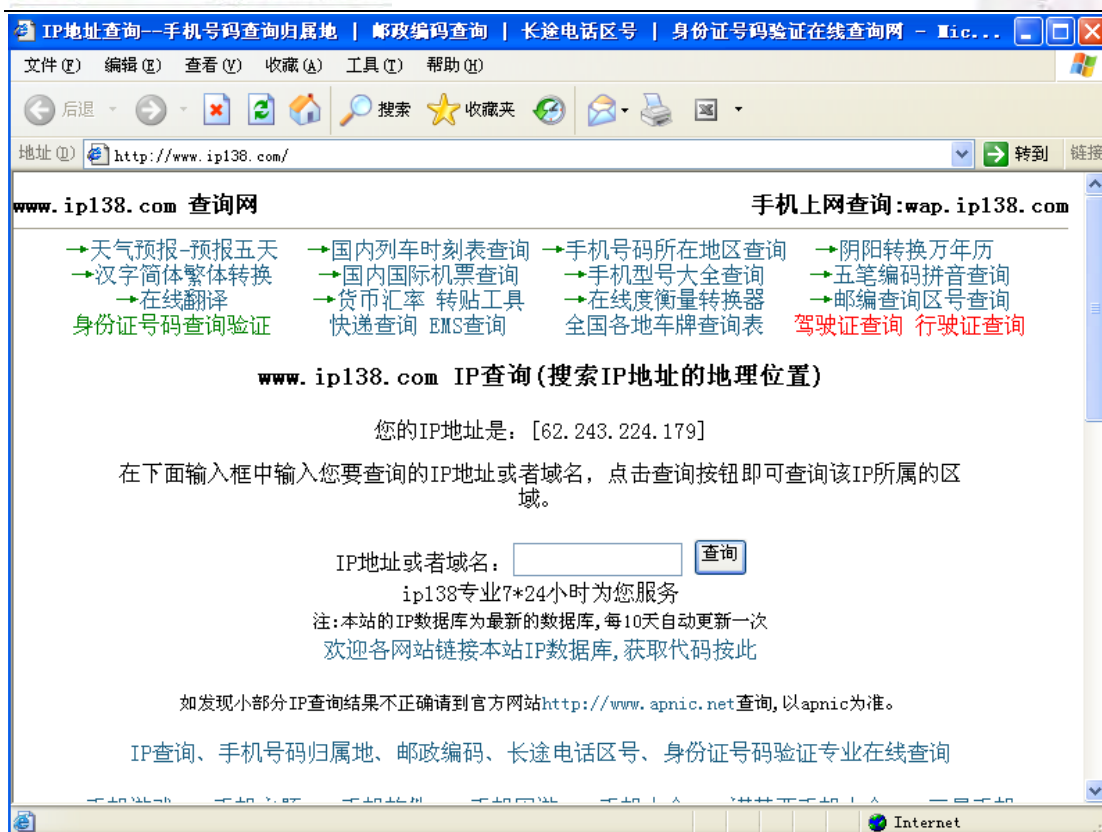 IP地址查询--手机号码查询归属地 | 邮政编码查询 | 长途电话区号 | 身份证号码验证在线查询网 - Mic...
文件(F) 编辑(E) 查看(V) 收藏(A) 工具(T) 帮助(H)
后退 搜索 收藏夹
地址(D) http://www.ip138.com/ 转到 链接
www.ip138.com 查询网 手机上网查询:wap.ip138.com
→天气预报-预报五天 →国内列车时刻表查询 →手机号码所在地区查询 →阴阳转换万年历
→汉字简体繁体转换 →国内国际机票查询 →手机型号大全查询 →五笔编码拼音查询
→在线翻译 →货币汇率 转贴工具 →在线度衡量转换器 →邮编查询区号查询
身份证号码查询验证 快递查询 EMS查询 全国各地车牌查询表 驾驶证查询 行驶证查询
www.ip138.com IP查询(搜索IP地址的地理位置)
您的IP地址是：[62.243.224.179]
在下面输入框中输入您要查询的IP地址或者域名，点击查询按钮即可查询该IP所属的区
域。
IP地址或者域名： 查询
ip138专业7*24小时为您服务
注:本站的IP数据库为最新的数据库,每10天自动更新一次
欢迎各网站链接本站IP数据库,获取代码按此
如发现小部分IP查询结果不正确请到官方网站http://www.apnic.net查询,以apnic为准。
IP查询、手机号码归属地、邮政编码、长途电话区号、身份证号码验证专业在线查询
Internet